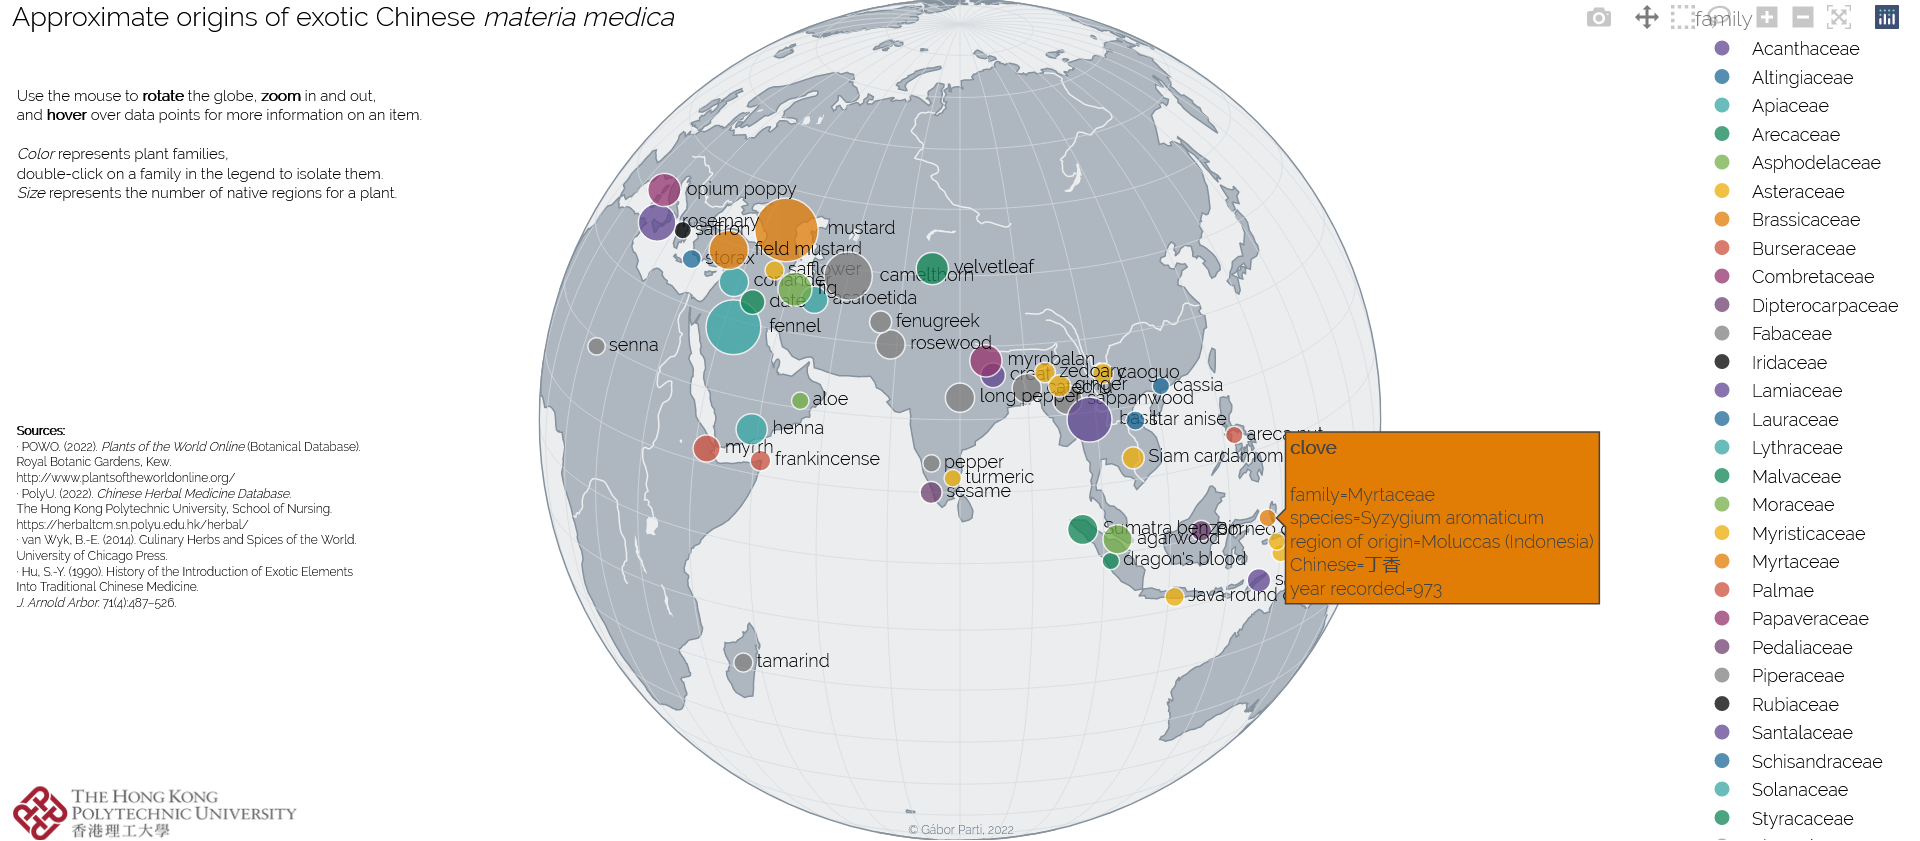 Approximate origins of exotic Chinese materia medica
Use the mouse to rotate the globe, zoom in and out,
and hover over data points for more information on an item.
Color represents plant families,
double-click on a family in the legend to isolate them.
Size represents the number of native regions for a plant.
Sources:
· POWO. (2022). Plants of the World Online (Botanical Database).
Royal Botanic Gardens, Kew.
http://www.plantsoftheworldonline.org/
· PolyU. (2022). Chinese Herbal Medicine Database.
The Hong Kong Polytechnic University, School of Nursing.
https://herbaltcm.sn.polyu.edu.hk/herbal/
· van Wyk, B.-E. (2014). Culinary Herbs and Spices of the World.
University of Chicago Press.
· Hu, S.-Y. (1990). History of the Introduction of Exotic Elements
Into Traditional Chinese Medicine.
J. Arnold Arbor. 71(4):487–526.
THE HONG KONG
POLYTECHNIC UNIVERSITY
香港理工大學
opium poppy
rosemary
saffron
mustard
field mustard
storax
safflower
velvetleaf
camelthorn
coriander
fig
asafoetida
date
fennel
fenugreek
rosewood
senna
myrobalan
zedoary
caoguo
ginger
catechu
cassia
long pepper
sappanwood
aloe
basil
star anise
henna
areca nut
myrrh
frankincense
Siam cardamom
pepper
turmeric
sesame
Sumatra benzoin
Borneo
agarwood
dragon's blood
Java round
tamarind
clove
family=Myrtaceae
species=Syzygium aromaticum
region of origin=Moluccas (Indonesia)
Chinese=丁香
year recorded=973
© Gábor Parti, 2022
family
Acanthaceae
Altingiaceae
Apiaceae
Arecaceae
Asphodelaceae
Asteraceae
Brassicaceae
Burseraceae
Combretaceae
Dipterocarpaceae
Fabaceae
Iridaceae
Lamiaceae
Lauraceae
Lythraceae
Malvaceae
Moraceae
Myristicaceae
Myrtaceae
Palmae
Papaveraceae
Pedaliaceae
Piperaceae
Rubiaceae
Santalaceae
Schisandraceae
Solanaceae
Styracaceae